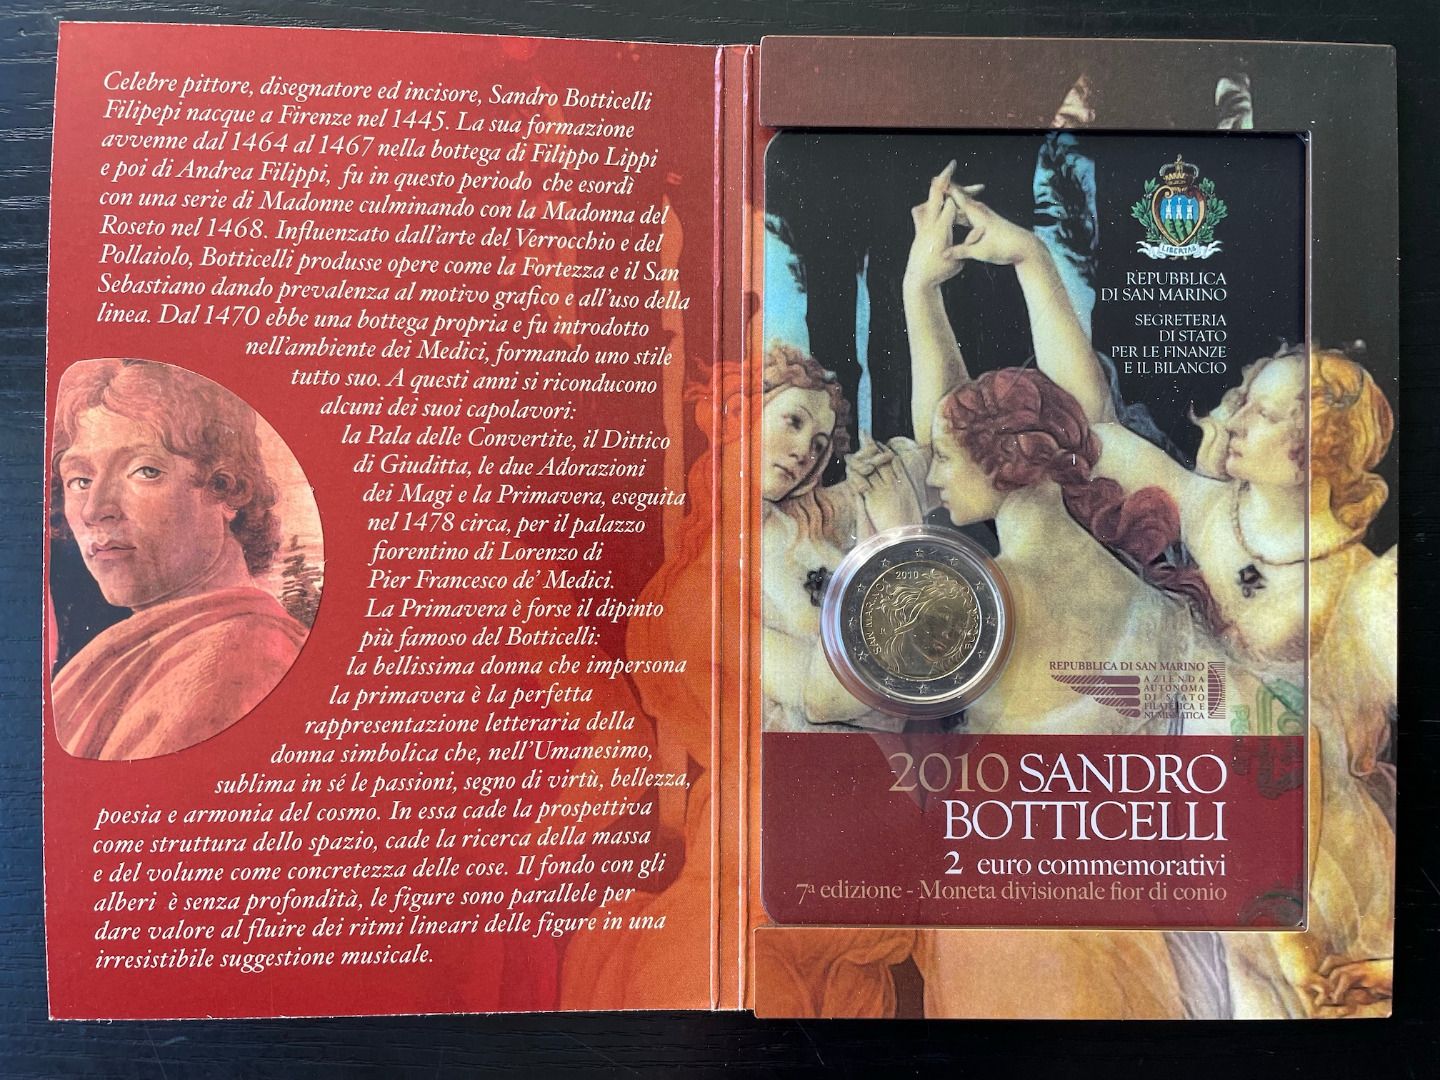 Celebre pittore, disegnatore ed incisore, Sandro Botticelli
Filipepi nacque a Firenze nel 1445. La sua formazione
avvenne dal 1464 al 1467 nella bottega di Filippo Lippi
e poi di Andrea Filippi, fu in questo periodo che esordì
con una serie di Madonne culminando con la Madonna del
Roseto nel 1468. Influenzato dall'arte del Verrocchio e del
Pollaiolo, Botticelli produsse opere come la Fortezza e il San
Sebastiano dando prevalenza al motivo grafico e all'uso della
linea. Dal 1470 ebbe una bottega propria e fu introdotto
nell'ambiente dei Medici, formando uno stile
tutto suo. A questi anni si riconducono
alcuni dei suoi capolavori:
la Pala delle Convertite, il Dittico
di Giuditta, le due Adorazioni
dei Magi e la Primavera, eseguita
nel 1478 circa, per il palazzo
fiorentino di Lorenzo di
Pier Francesco de' Medici.
La Primavera è forse il dipinto
più famoso del Botticelli:
la bellissima donna che impersona
la primavera è la perfetta
rappresentazione letteraria della
donna simbolica che, nell'Umanesimo,
sublima in sé le passioni, segno di virtù, bellezza,
poesia e armonia del cosmo. In essa cade la prospettiva
come struttura dello spazio, cade la ricerca della massa
e del volume come concretezza delle cose. Il fondo con gli
alberi è senza profondità, le figure sono parallele per
dare valore al fluire dei ritmi lineari delle figure in una
irresistibile suggestione musicale.
LIBERTAS
REPUBBLICA
DI SAN MARINO
SEGRETERIA
DI STATO
PER LE FINANZE
E IL BILANCIO
2010
SAN MARINO
R
REPUBBLICA DI SAN MARINO
AZIENDA
AUTONOMA
DI STATO
FILATELICA E
NUMISMATICA
2010 SANDRO
BOTTICELLI
2 euro commemorativi
7ª edizione - Moneta divisionale fior di conio